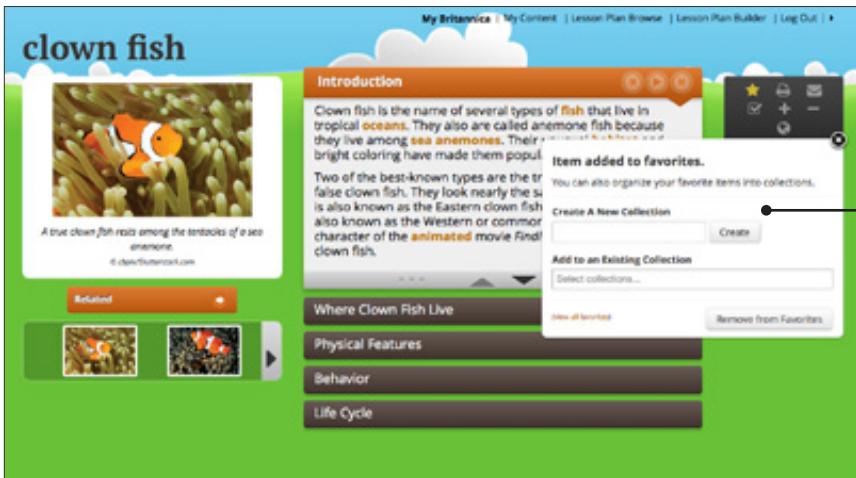 My Britannica | My Content | Lesson Plan Browse | Lesson Plan Builder | Log Out |
clown fish
Introduction
Clown fish is the name of several types of fish that live in
tropical oceans. They also are called anemone fish because
they live among sea anemones. Their
bright coloring have made them
Two of the best-known types are the
false clown fish. They look nearly the
is also known as the Eastern clown fish
also known as the Western or common
character of the animated movie
clown fish.
A true clown fish rests among the tentacles of a sea
anemone.
Related
Where Clown Fish Live
Physical Features
Behavior
Life Cycle
Item added to favorites.
You can also organize your favorite items into collections.
Create A New Collection
Create
Add to an Existing Collection
Select collections...
View all favorites
Remove from Favorites